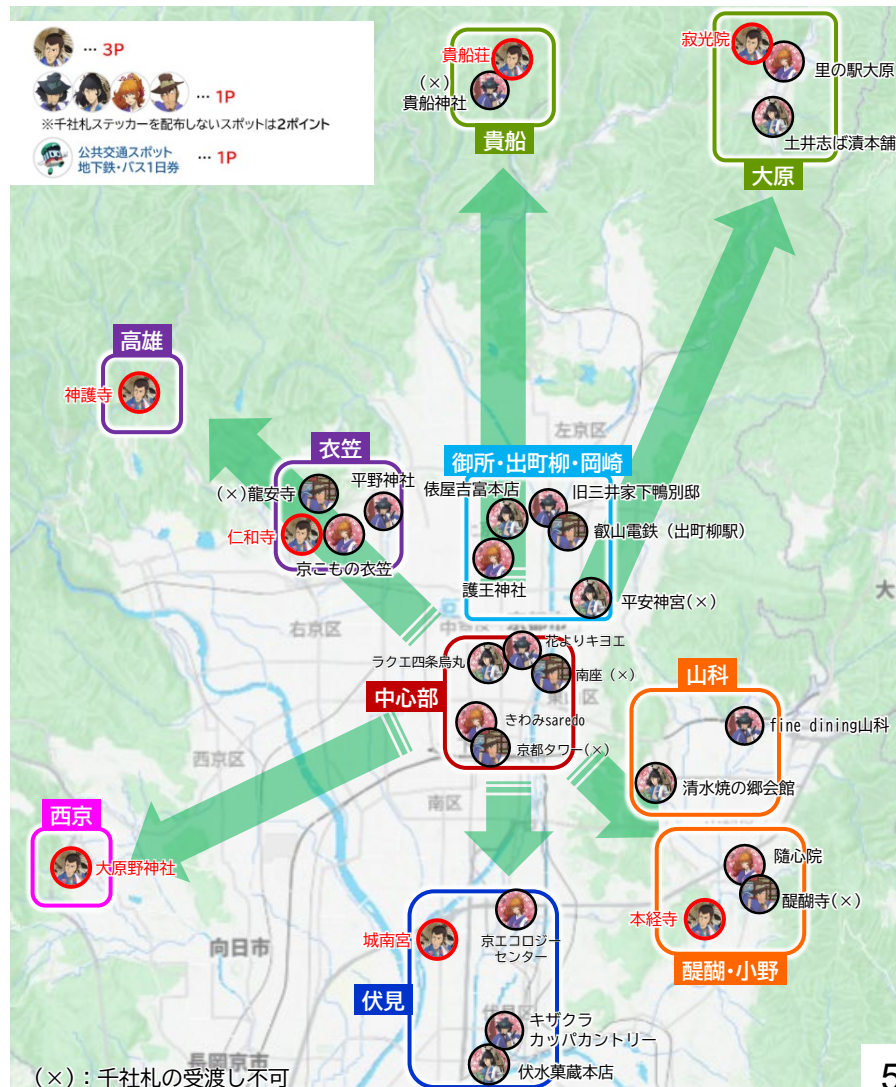 … 3P
… 1P
※千社札ステッカーを配布しないスポットは2ポイント
公共交通スポット
地下鉄・バス1日券
… 1P
貴船荘
(×)
貴船神社
貴船
寂光院
里の駅大原
土井志ば漬本舗
大原
高雄
神護寺
衣笠
(×)龍安寺
平野神社
仁和寺
京こもの衣笠
左京区
御所・出町柳・岡崎
俵屋吉富本店
旧三井家下鴨別邸
叡山電鉄（出町柳駅）
護王神社
平安神宮(×)
右京区
中心部
ラクエ四条烏丸
花よりキヨエ
南座（×）
きわみsaredo
京都タワー(×)
山科
fine dining山科
清水焼の郷会館
西京区
南区
西京
大原野神社
隨心院
醍醐寺(×)
本経寺
醍醐・小野
向日市
城南宮
京エコロジー
センター
伏見
キザクラ
カッパカントリー
伏水菓蔵本店
長岡京市
(×)：千社札の受渡し不可